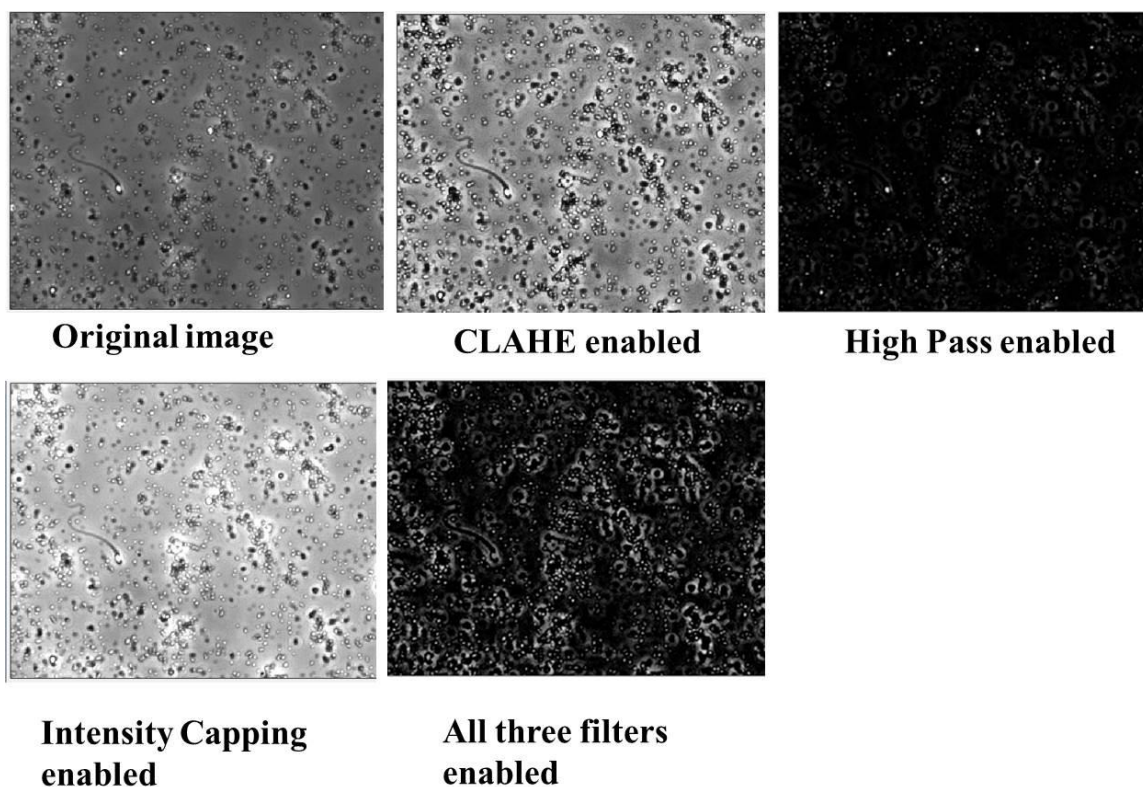 Original image
CLAHE enabled
High Pass enabled
Intensity Capping
enabled
All three filters
enabled